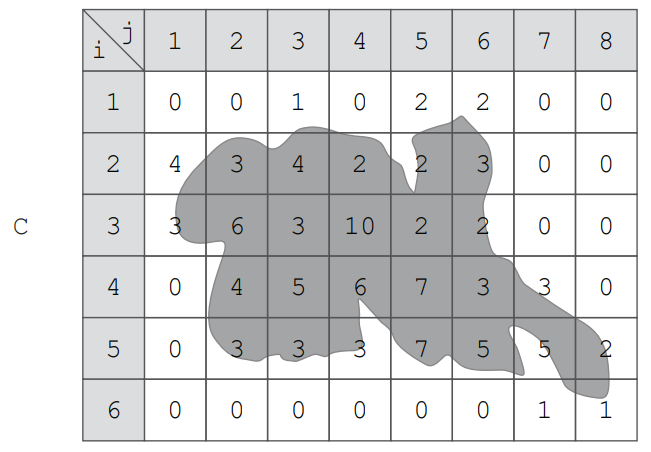 j
i 1 2 3 4 5 6 7 8
1 0 0 1 0 2 2 0 0
2 4 3 4 2 2 3 0 0
C 3 3 6 3 10 2 2 0 0
4 0 4 5 6 7 3 3 0
5 0 3 3 3 7 5 5 2
6 0 0 0 0 0 0 1 1